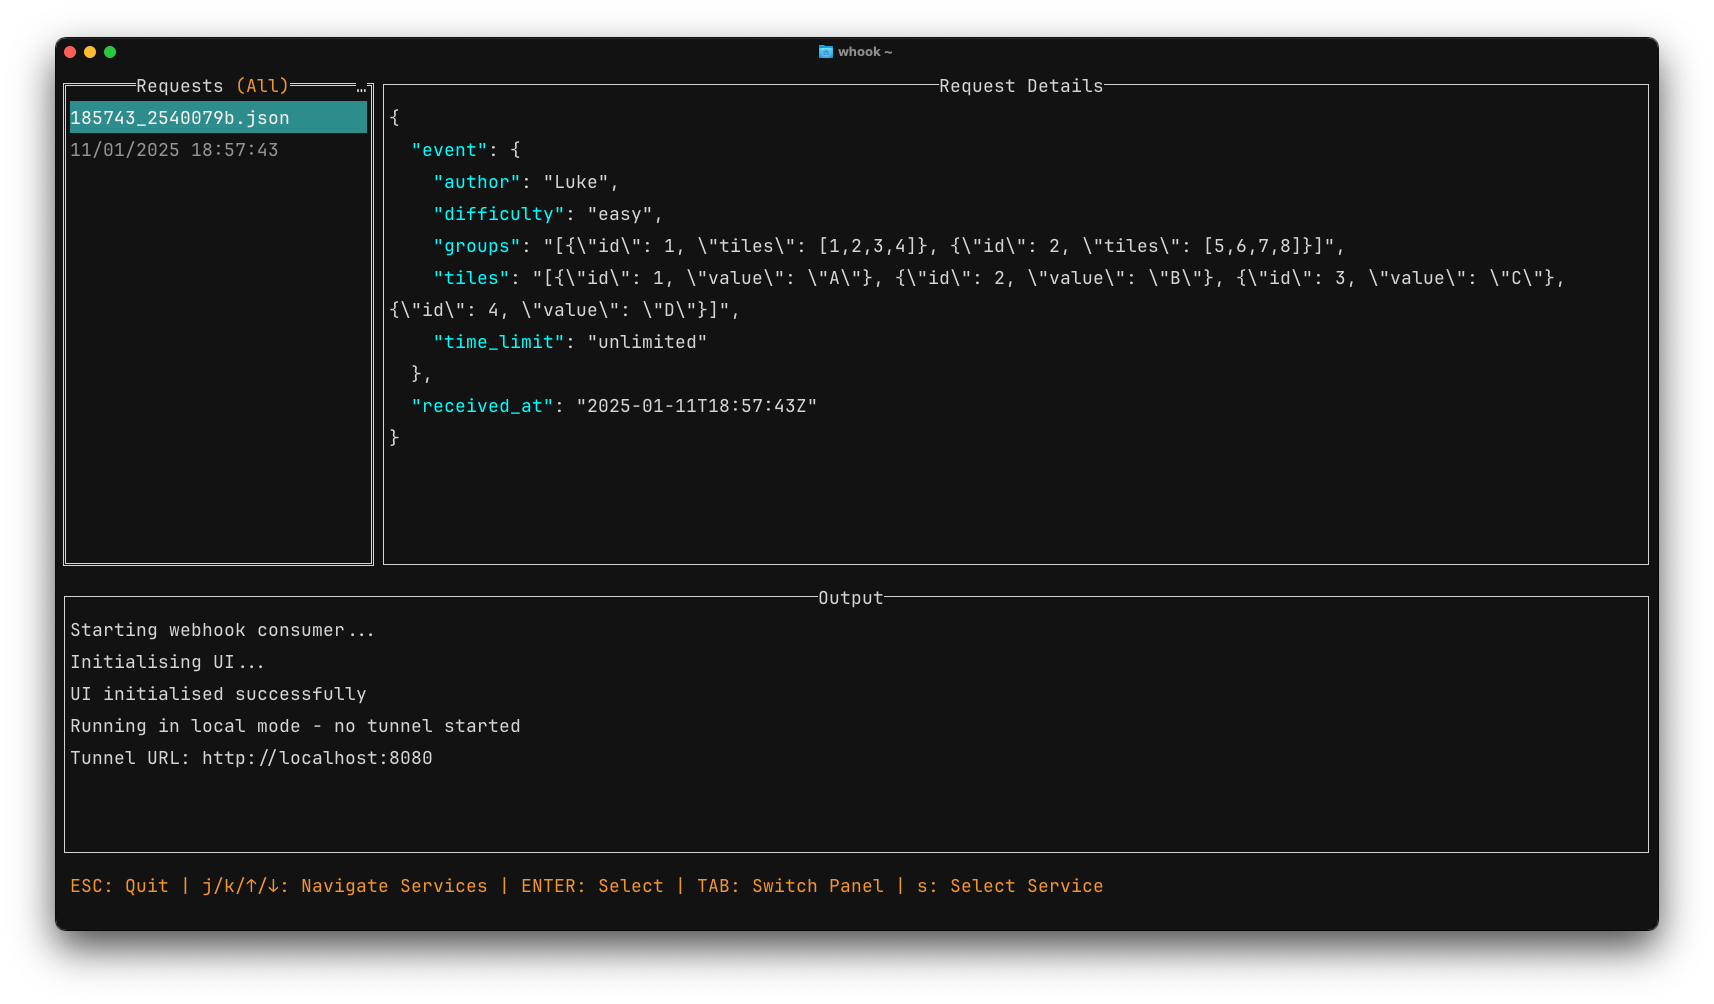 whook ~
Requests (All) …
185743_2540079b.json
11/01/2025 18:57:43
Request Details
{
  "event": {
    "author": "Luke",
    "difficulty": "easy",
    "groups": "[{\"id\": 1, \"tiles\": [1,2,3,4]}, {\"id\": 2, \"tiles\": [5,6,7,8]}]",
    "tiles": "[{\"id\": 1, \"value\": \"A\"}, {\"id\": 2, \"value\": \"B\"}, {\"id\": 3, \"value\": \"C\"},
{\"id\": 4, \"value\": \"D\"}]",
    "time_limit": "unlimited"
  },
  "received_at": "2025-01-11T18:57:43Z"
}
Output
Starting webhook consumer...
Initialising UI...
UI initialised successfully
Running in local mode - no tunnel started
Tunnel URL: http://localhost:8080
ESC: Quit | j/k/↑/↓: Navigate Services | ENTER: Select | TAB: Switch Panel | s: Select Service